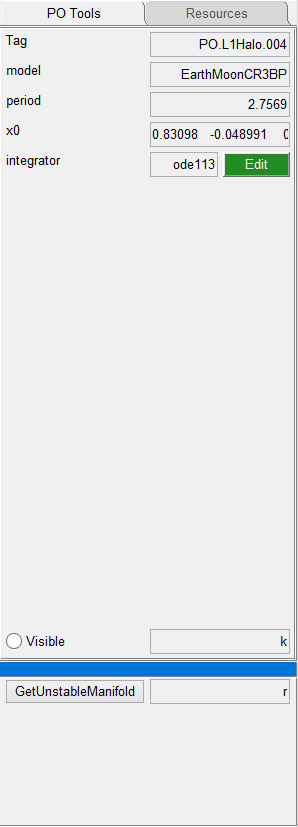 PO Tools Resources
Tag PO.L1Halo.004
model EarthMoonCR3BP
period 2.7569
x0 0.83098 -0.048991
integrator ode113 Edit
Visible k
GetUnstableManifold r